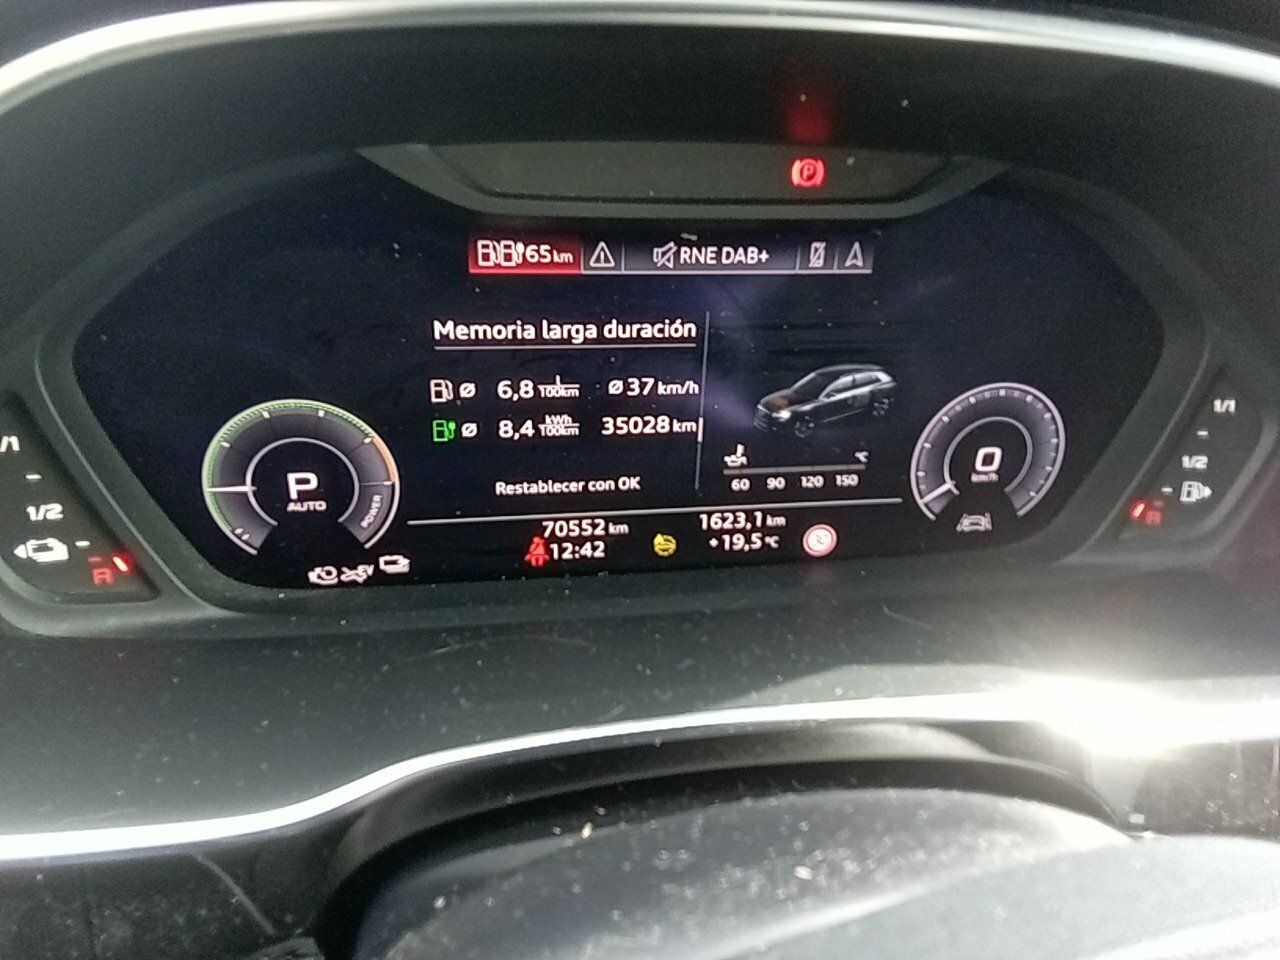 65 km
RNE DAB+
Memoria larga duración
Ø 6,8 l/100km Ø 37 km/h
Ø 8,4 kWh/100km 35028 km
Restablecer con OK
°C
60 90 120 150
P
AUTO
POWER
0
km/h
70552 km
12:42
1623,1 km
+19,5 °C
1/1
1/2
R
1/1
1/2
R
EV
P